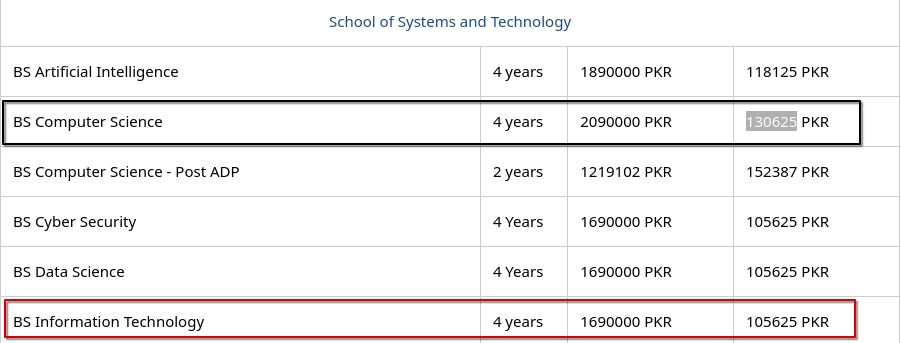 School of Systems and Technology
BS Artificial Intelligence 4 years 1890000 PKR 118125 PKR
BS Computer Science 4 years 2090000 PKR 130625 PKR
BS Computer Science - Post ADP 2 years 1219102 PKR 152387 PKR
BS Cyber Security 4 Years 1690000 PKR 105625 PKR
BS Data Science 4 Years 1690000 PKR 105625 PKR
BS Information Technology 4 years 1690000 PKR 105625 PKR